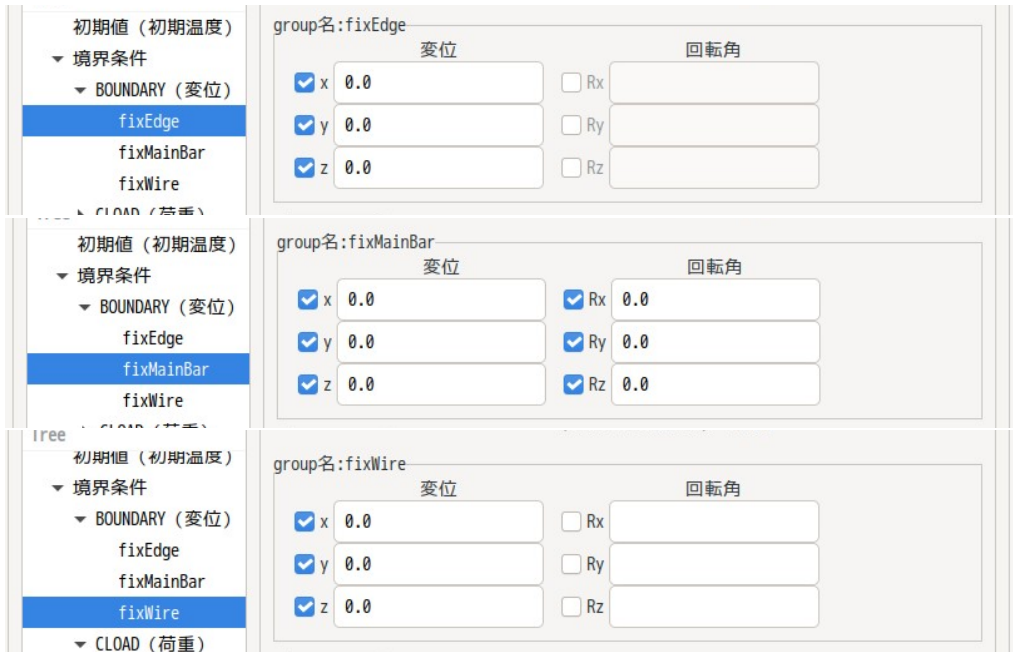 初期値（初期温度）
境界条件
BOUNDARY（変位）
fixEdge
fixMainBar
fixWire
CLOAD（荷重）
group名:fixEdge
変位 回転角
x 0.0 Rx
y 0.0 Ry
z 0.0 Rz
初期値（初期温度）
境界条件
BOUNDARY（変位）
fixEdge
fixMainBar
fixWire
group名:fixMainBar
変位 回転角
x 0.0 Rx 0.0
y 0.0 Ry 0.0
z 0.0 Rz 0.0
Tree
初期値（初期温度）
境界条件
BOUNDARY（変位）
fixEdge
fixMainBar
fixWire
CLOAD（荷重）
group名:fixWire
変位 回転角
x 0.0 Rx
y 0.0 Ry
z 0.0 Rz